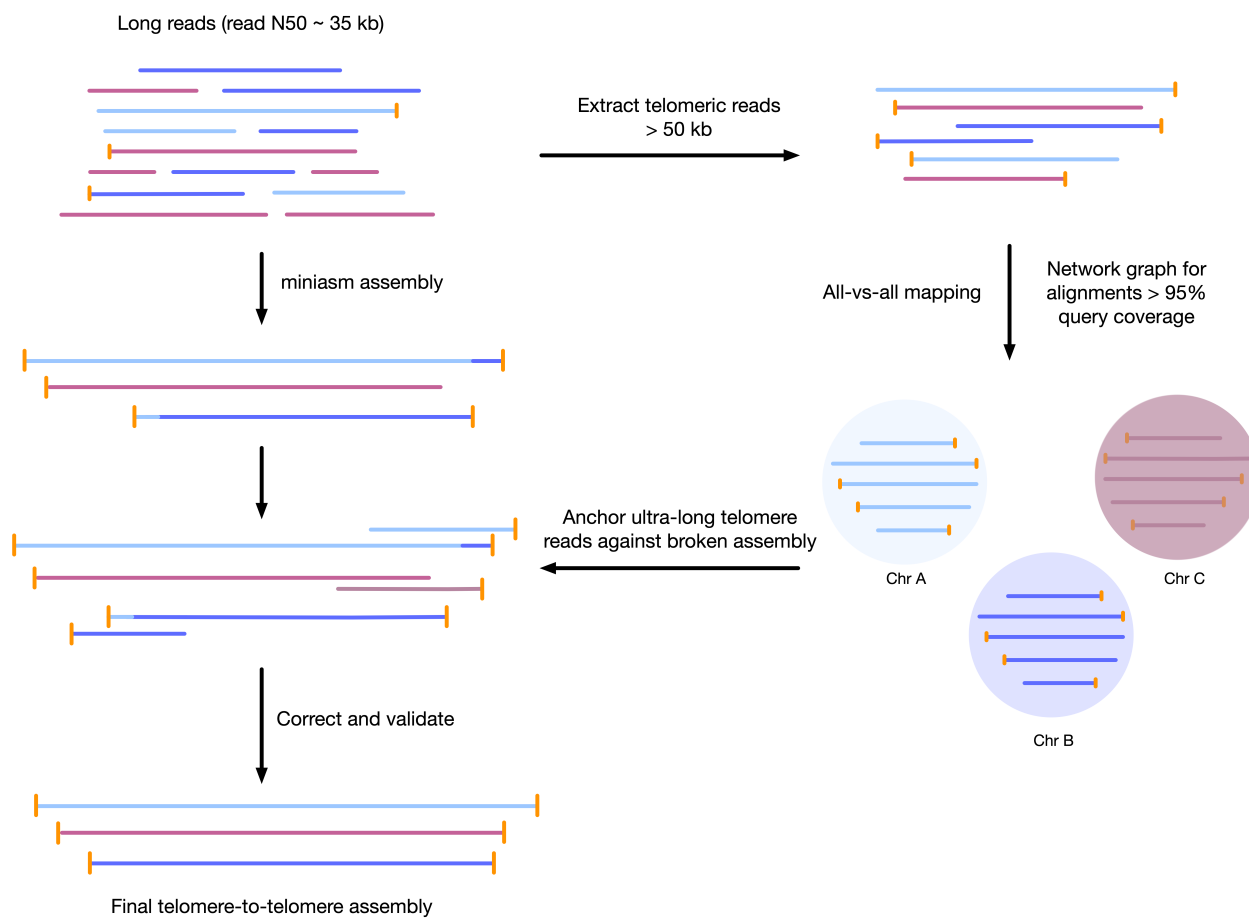 Long reads (read N50 ~ 35 kb)
Extract telomeric reads
> 50 kb
miniasm assembly
All-vs-all mapping
Network graph for
alignments > 95%
query coverage
Anchor ultra-long telomere
reads against broken assembly
Chr A
Chr C
Chr B
Correct and validate
Final telomere-to-telomere assembly